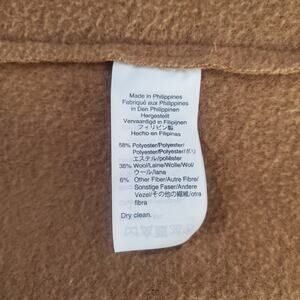 Made in Philippines
Fabriqué aux Philippines
in Den Philippinen
Hergestellt
Vervaardigd in Filipijnen
フィリピン製
Hecho en Filipinas
58% Polyester/Polyester/
Polyester/Polyester/ポリ
エステル/poliéster
36% Wool/Laine/Wolle/Wol/
ウール/lana
6% Other Fiber/Autre Fibre/
Sonstige Faser/Andere
Vezel/その他の繊維/otra
fibra
Dry clean.